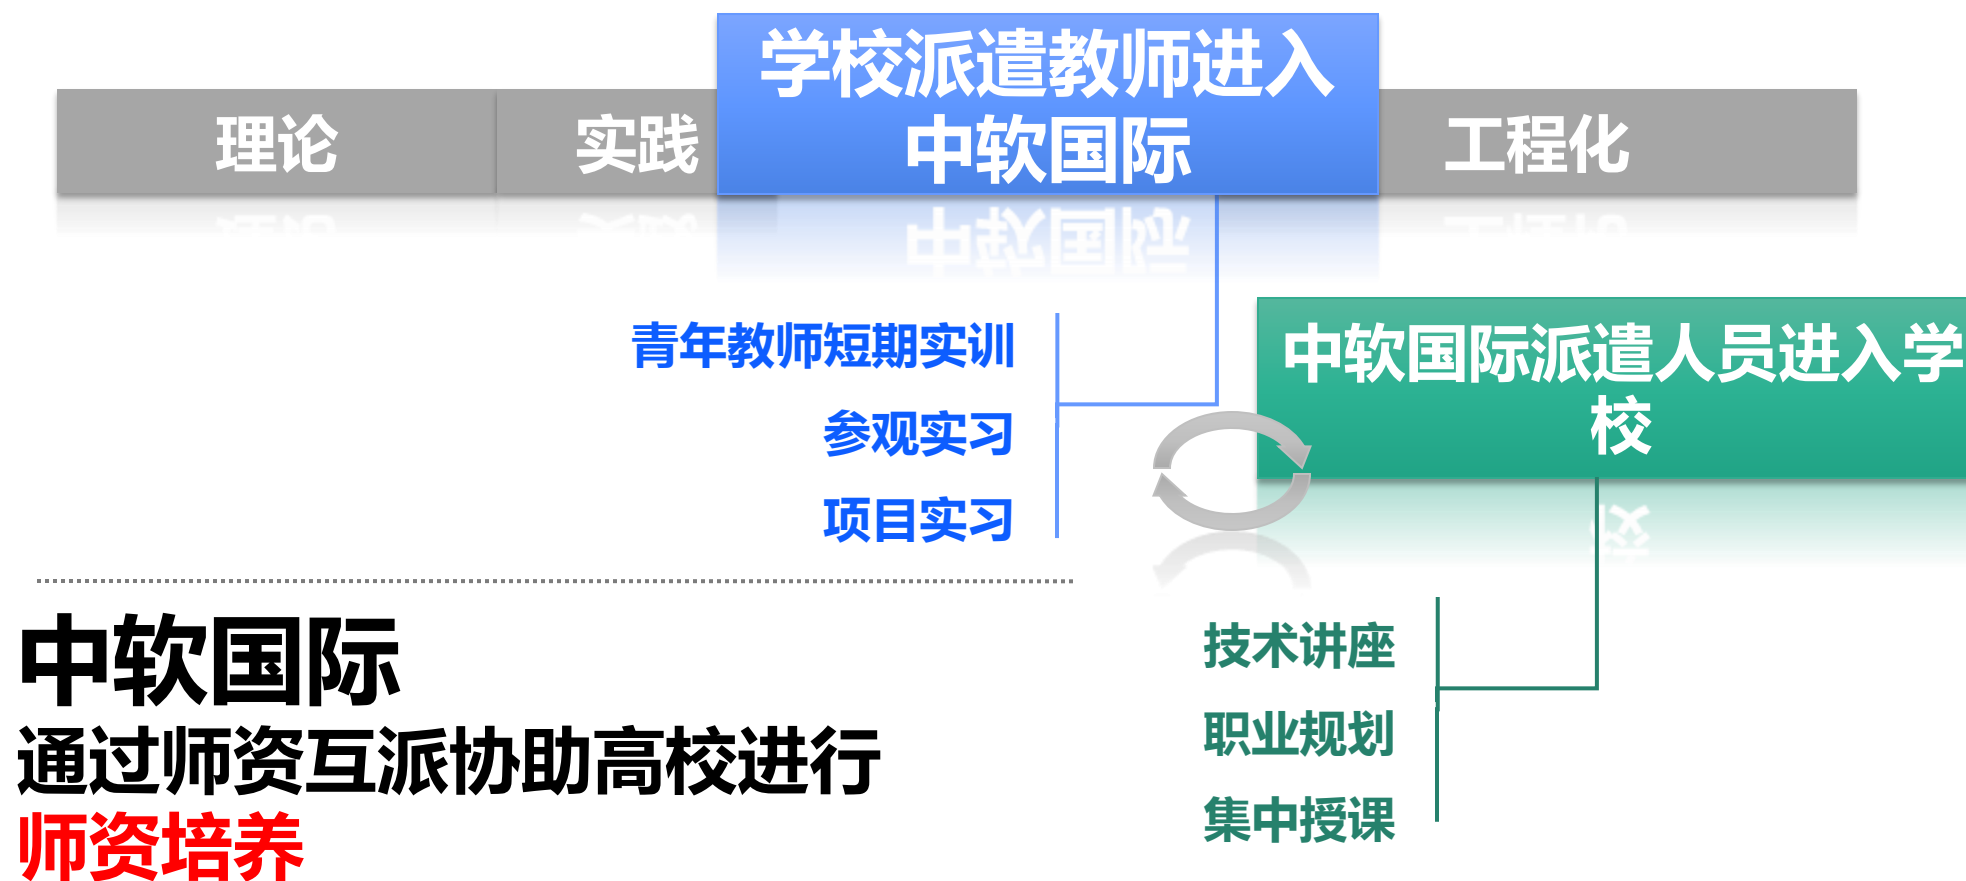 学校派遣教师进入
中软国际
理论
实践
工程化
青年教师短期实训
参观实习
项目实习
中软国际派遣人员进入学
校
技术讲座
职业规划
集中授课
中软国际
通过师资互派协助高校进行
师资培养